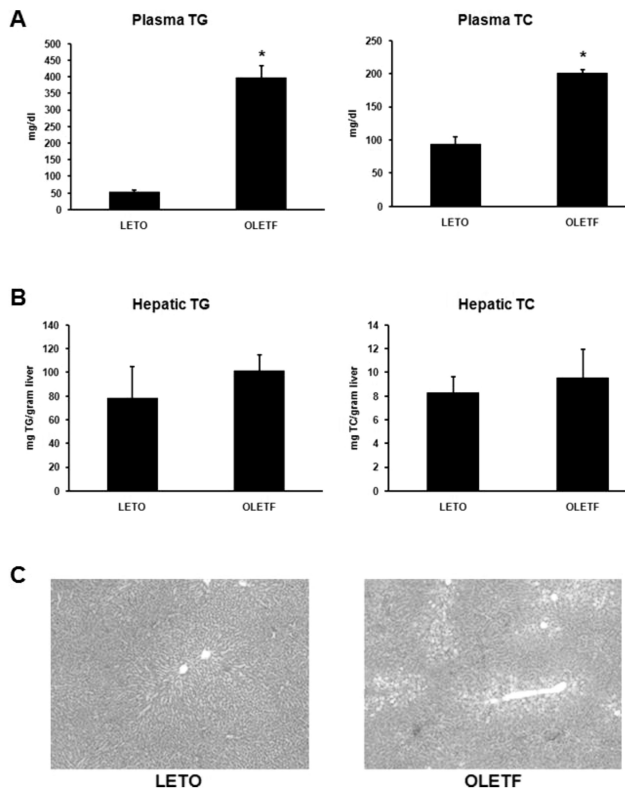 A
Plasma TG
Plasma TC
mg/dl
500
450
400
350
300
250
200
150
100
50
0
*
LETO
OLETF
mg/dl
250
200
150
100
50
0
*
LETO
OLETF
B
Hepatic TG
Hepatic TC
mg TG/gram liver
140
120
100
80
60
40
20
0
LETO
OLETF
mg TC/gram liver
14
12
10
8
6
4
2
0
LETO
OLETF
C
LETO
OLETF